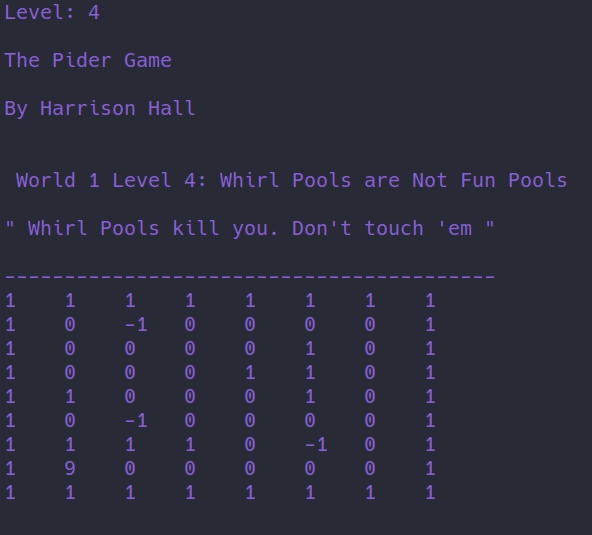 Level: 4
The Pider Game
By Harrison Hall
World 1 Level 4: Whirl Pools are Not Fun Pools
" Whirl Pools kill you. Don't touch 'em "
-----------------------------------------
1 1 1 1 1 1 1 1
1 0 -1 0 0 0 0 1
1 0 0 0 0 1 0 1
1 0 0 0 1 1 0 1
1 1 0 0 0 1 0 1
1 0 -1 0 0 0 0 1
1 1 1 1 0 -1 0 1
1 9 0 0 0 0 0 1
1 1 1 1 1 1 1 1